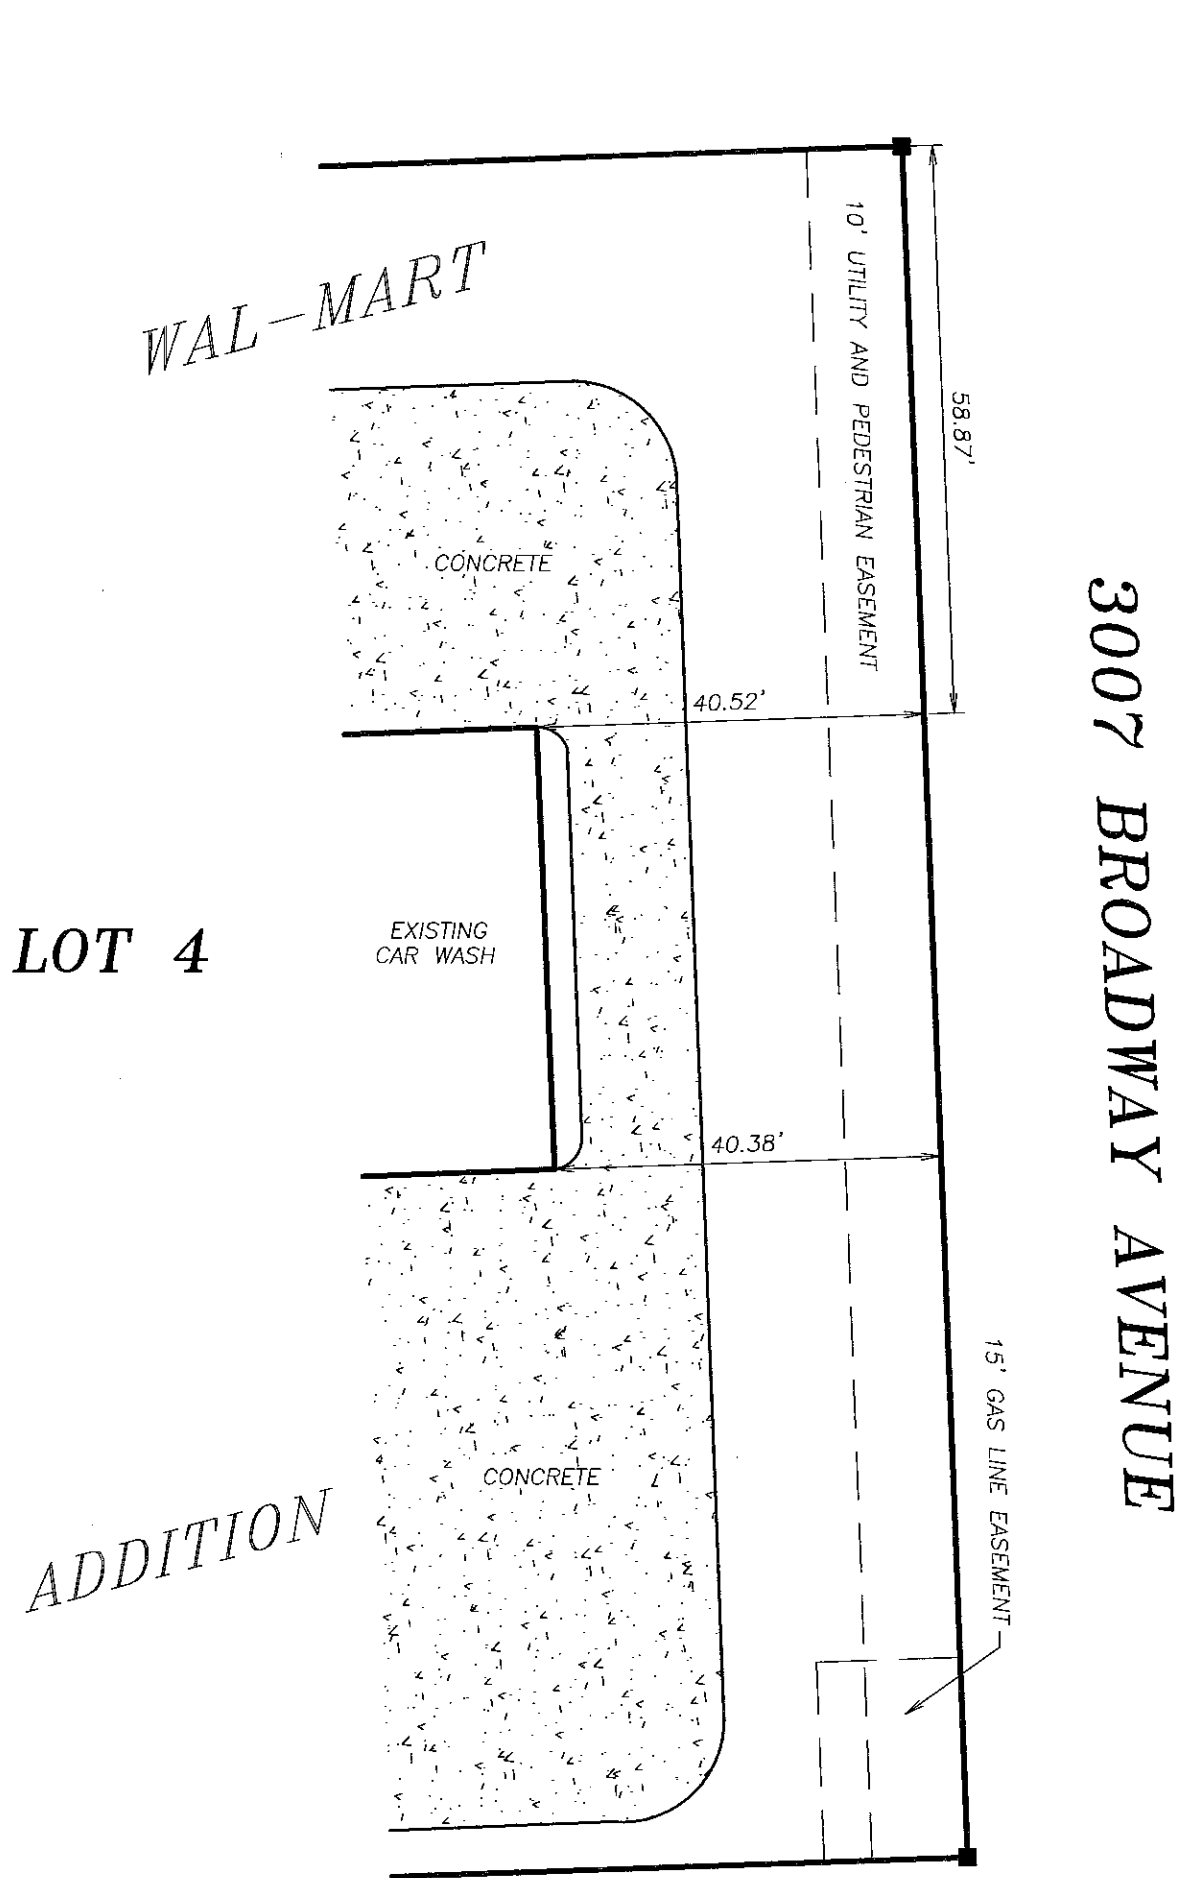 WAL-MART
10' UTILITY AND PEDESTRIAN EASEMENT
58.87'
CONCRETE
3007 BROADWAY AVENUE
40.52'
EXISTING
CAR WASH
LOT 4
40.38'
15' GAS LINE EASEMENT
CONCRETE
ADDITION